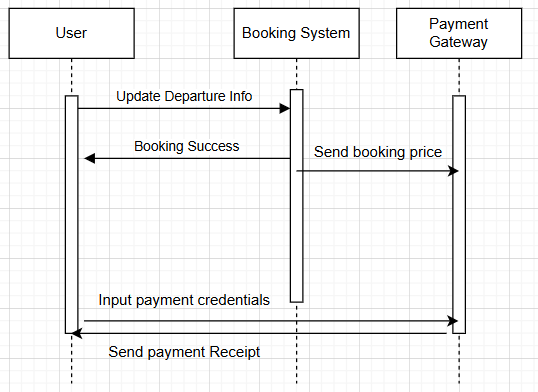 User
Booking System
Payment
Gateway
Update Departure Info
Booking Success
Send booking price
Input payment credentials
Send payment Receipt